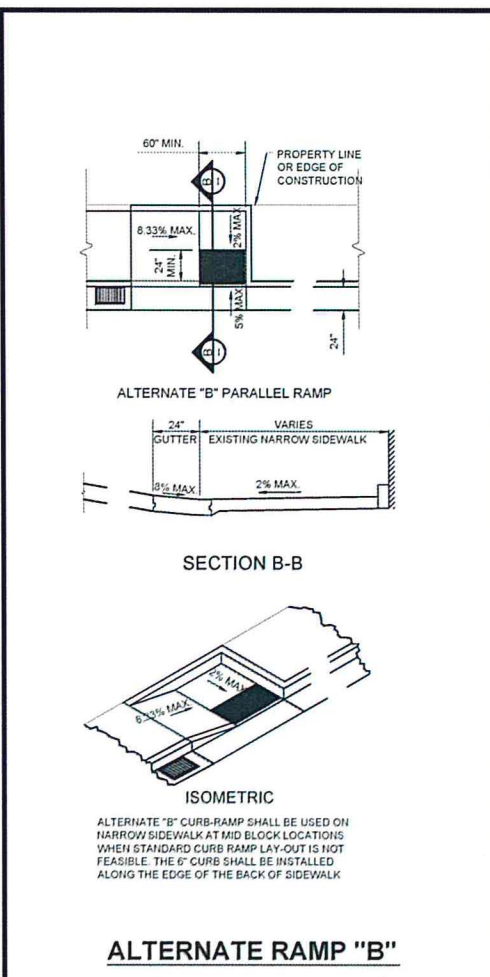 60" MIN.
PROPERTY LINE
OR EDGE OF
CONSTRUCTION
B
1
8.33% MAX.
2% MAX
24"
MIN.
5% MAX
24"
B
1
ALTERNATE "B" PARALLEL RAMP
24"
VARIES
GUTTER
EXISTING NARROW SIDEWALK
8% MAX.
2% MAX.
SECTION B-B
2% MAX.
8.33% MAX.
ISOMETRIC
ALTERNATE "B" CURB-RAMP SHALL BE USED ON
NARROW SIDEWALK AT MID BLOCK LOCATIONS
WHEN STANDARD CURB RAMP LAY-OUT IS NOT
FEASIBLE. THE 6" CURB SHALL BE INSTALLED
ALONG THE EDGE OF THE BACK OF SIDEWALK
ALTERNATE RAMP "B"